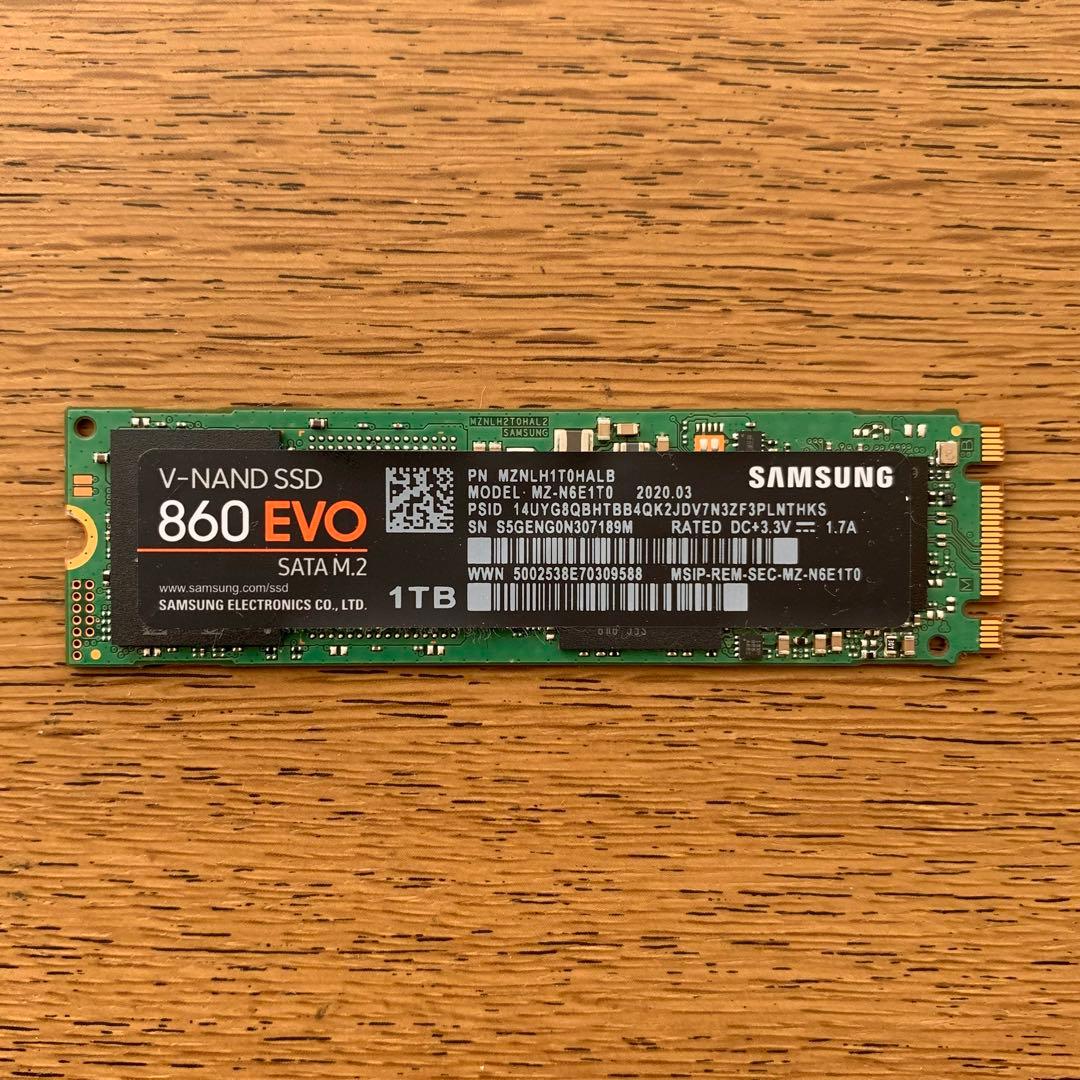 MZNLH2T0HAL2
SAMSUNG
V-NAND SSD
860 EVO
SATA M.2
www.samsung.com/ssd
SAMSUNG ELECTRONICS CO., LTD.
1TB
PN MZNLH1T0HALB
MODEL: MZ-N6E1T0 2020.03
PSID 14UYG8QBHTBB4QK2JDV7N3ZF3PLNTHKS
SN S5GENG0N307189M RATED DC+3.3V 1.7A
WWN 5002538E70309588 MSIP-REM-SEC-MZ-N6E1T0
SAMSUNG
B
M